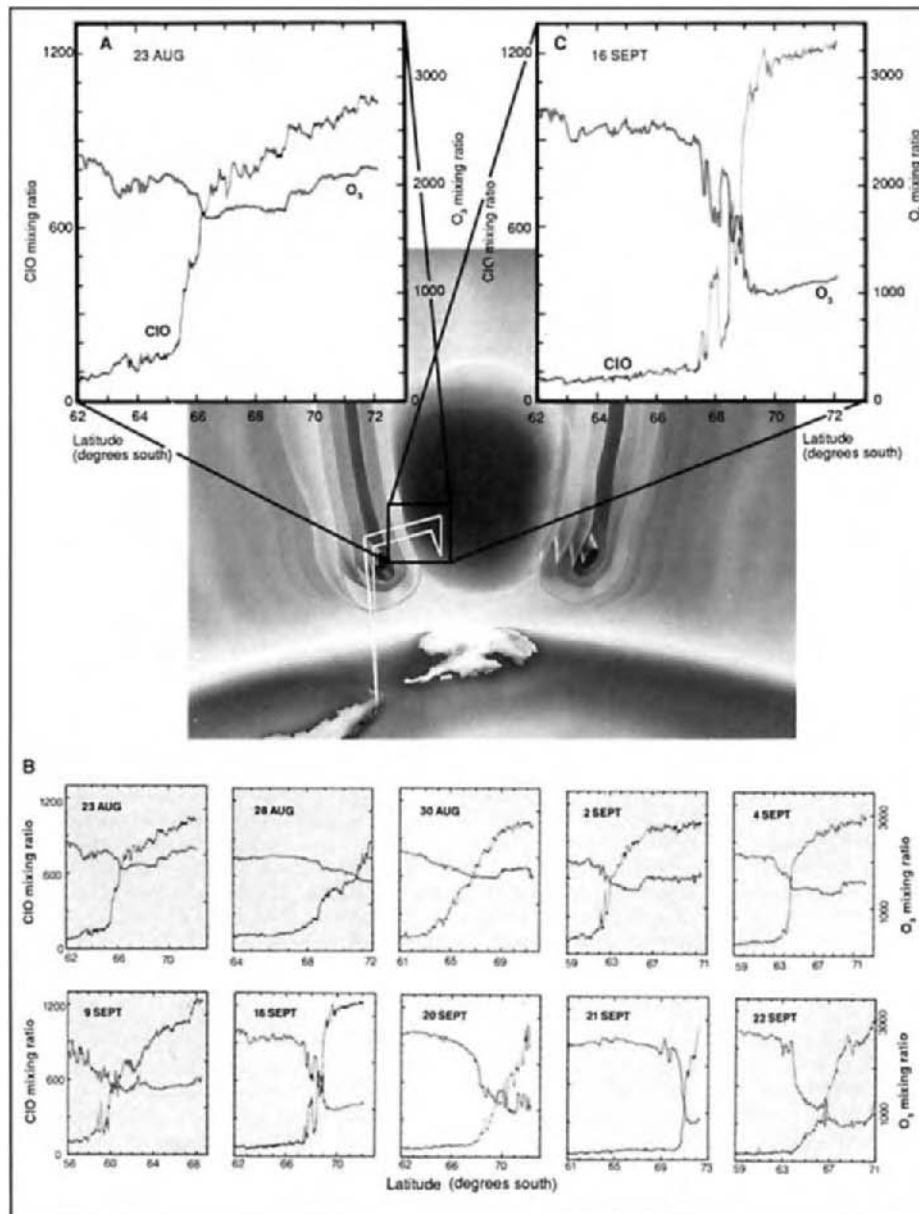 A
23 AUG
1200
600
0
ClO mixing ratio
3000
2000
1000
0
O₃ mixing ratio
O₃
ClO
62 64 66 68 70 72
Latitude
(degrees south)
C
16 SEPT
1200
600
0
ClO mixing ratio
3000
2000
1000
0
O₃ mixing ratio
O₃
ClO
62 64 66 68 70 72
Latitude
(degrees south)
B
23 AUG
28 AUG
30 AUG
2 SEPT
4 SEPT
1200
600
0
ClO mixing ratio
3000
1000
O₃ mixing ratio
62 66 70
64 68 72
61 65 67 69
59 63 67 71
59 63 67 71
9 SEPT
16 SEPT
20 SEPT
21 SEPT
22 SEPT
1200
600
0
ClO mixing ratio
3000
1000
O₃ mixing ratio
56 60 64 68
62 66 68 70
62 66 70
61 65 69 73
59 63 67 71
Latitude (degrees south)